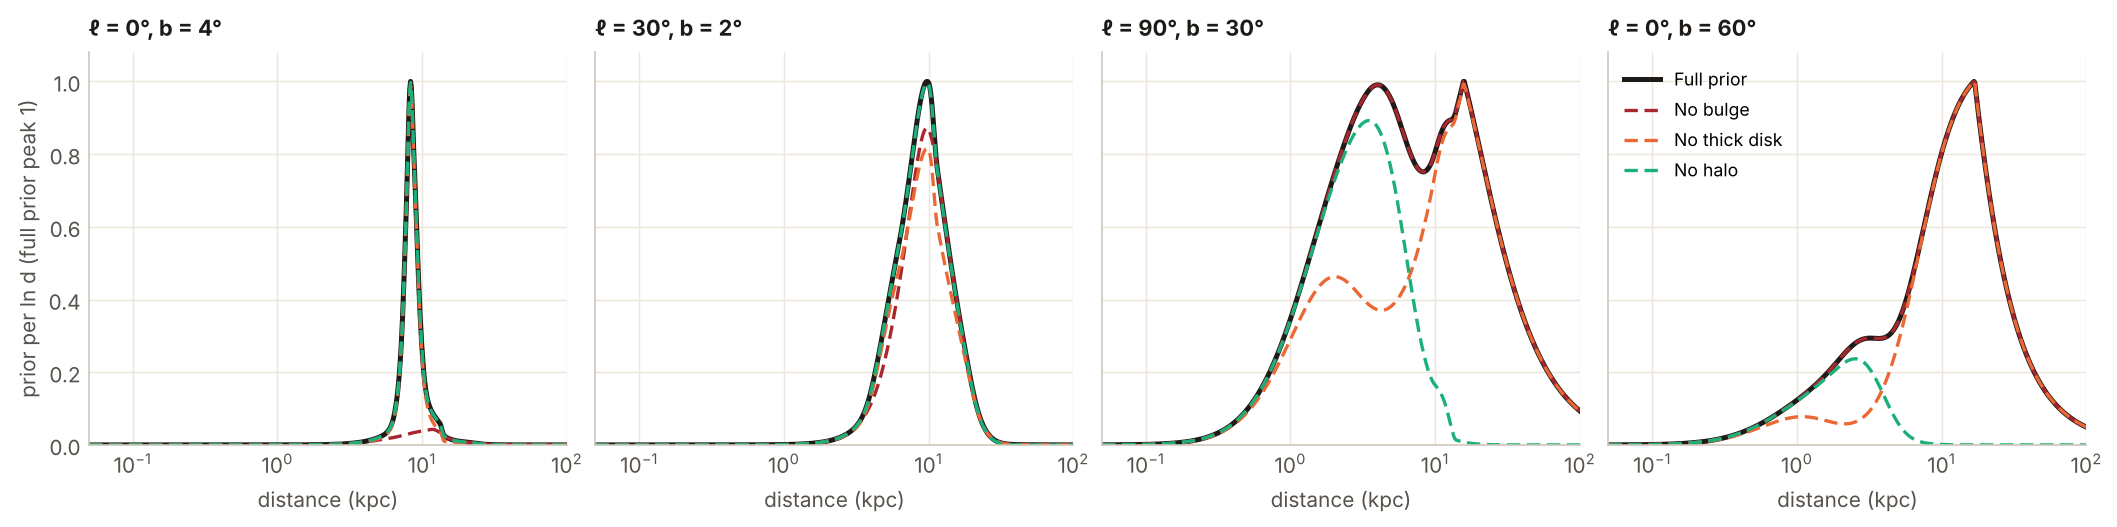 ℓ = 0°, b = 4°
ℓ = 30°, b = 2°
ℓ = 90°, b = 30°
ℓ = 0°, b = 60°
prior per ln d (full prior peak 1)
1.0
0.8
0.6
0.4
0.2
0.0
Full prior
No bulge
No thick disk
No halo
10⁻¹ 10⁰ 10¹ 10²
10⁻¹ 10⁰ 10¹ 10²
10⁻¹ 10⁰ 10¹ 10²
10⁻¹ 10⁰ 10¹ 10²
distance (kpc)
distance (kpc)
distance (kpc)
distance (kpc)